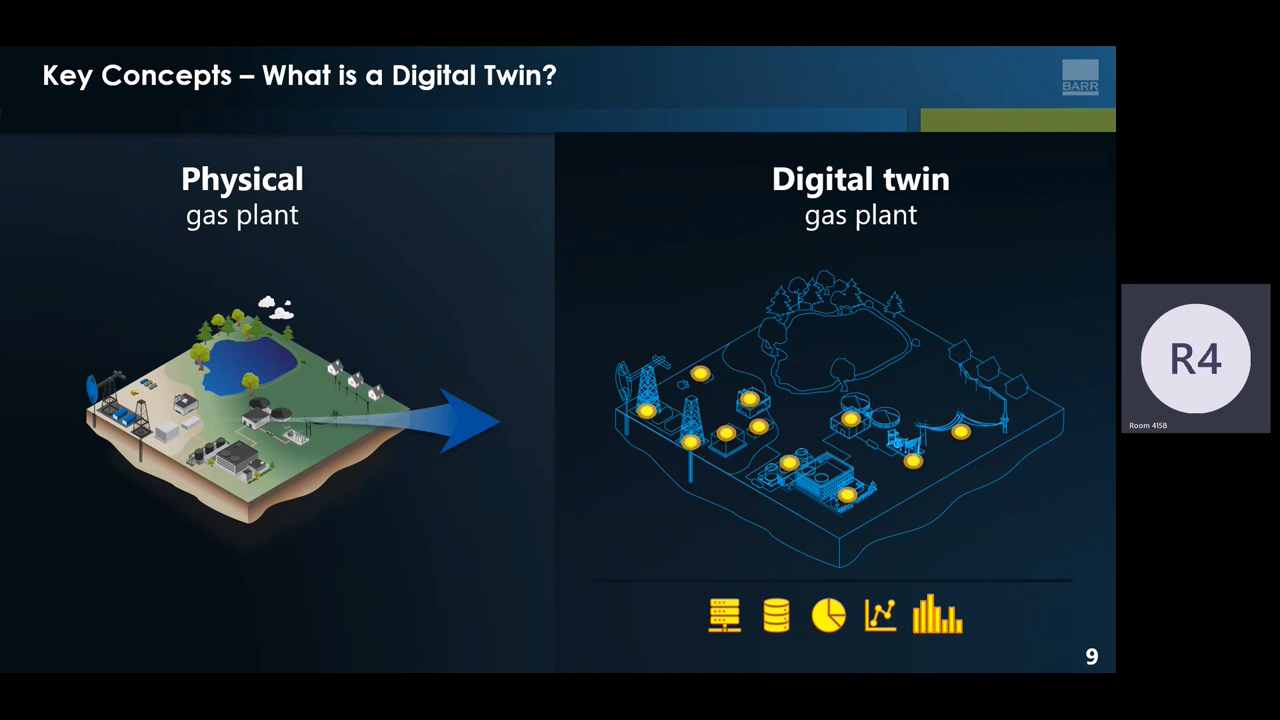 Key Concepts – What is a Digital Twin?
BARR
Physical
gas plant
Digital twin
gas plant
R4
Room 415B
9